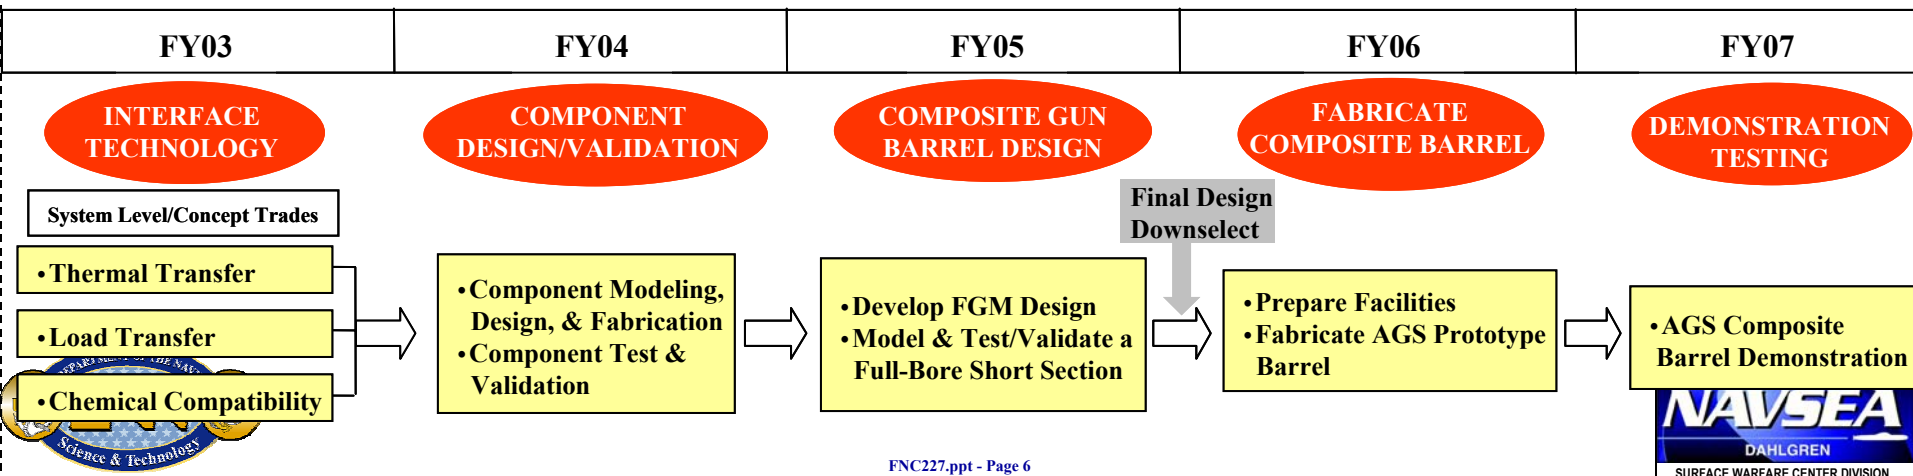 FY03
FY04
FY05
FY06
FY07
INTERFACE
TECHNOLOGY
COMPONENT
DESIGN/VALIDATION
COMPOSITE GUN
BARREL DESIGN
FABRICATE
COMPOSITE BARREL
DEMONSTRATION
TESTING
System Level/Concept Trades
Final Design
Downselect
•Thermal Transfer
•Load Transfer
•Chemical Compatibility
•Component Modeling,
Design, & Fabrication
•Component Test &
Validation
•Develop FGM Design
•Model & Test/Validate a
Full-Bore Short Section
•Prepare Facilities
•Fabricate AGS Prototype
Barrel
•AGS Composite
Barrel Demonstration
Science & Technology
NAVSEA
DAHLGREN
SURFACE WARFARE CENTER DIVISION
FNC227.ppt - Page 6